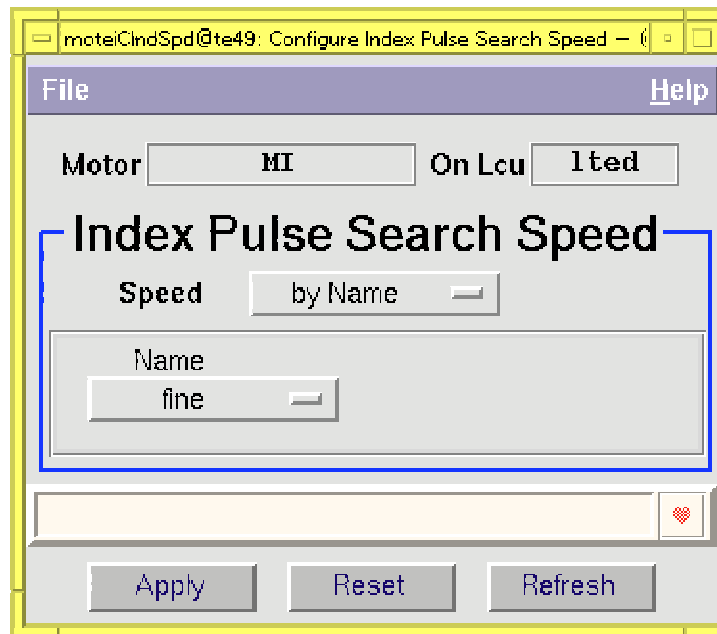 moteiCIndSpd@te49: Configure Index Pulse Search Speed – (
File Help
Motor MI On Lcu lted
Index Pulse Search Speed
Speed by Name
Name
fine
Apply Reset Refresh